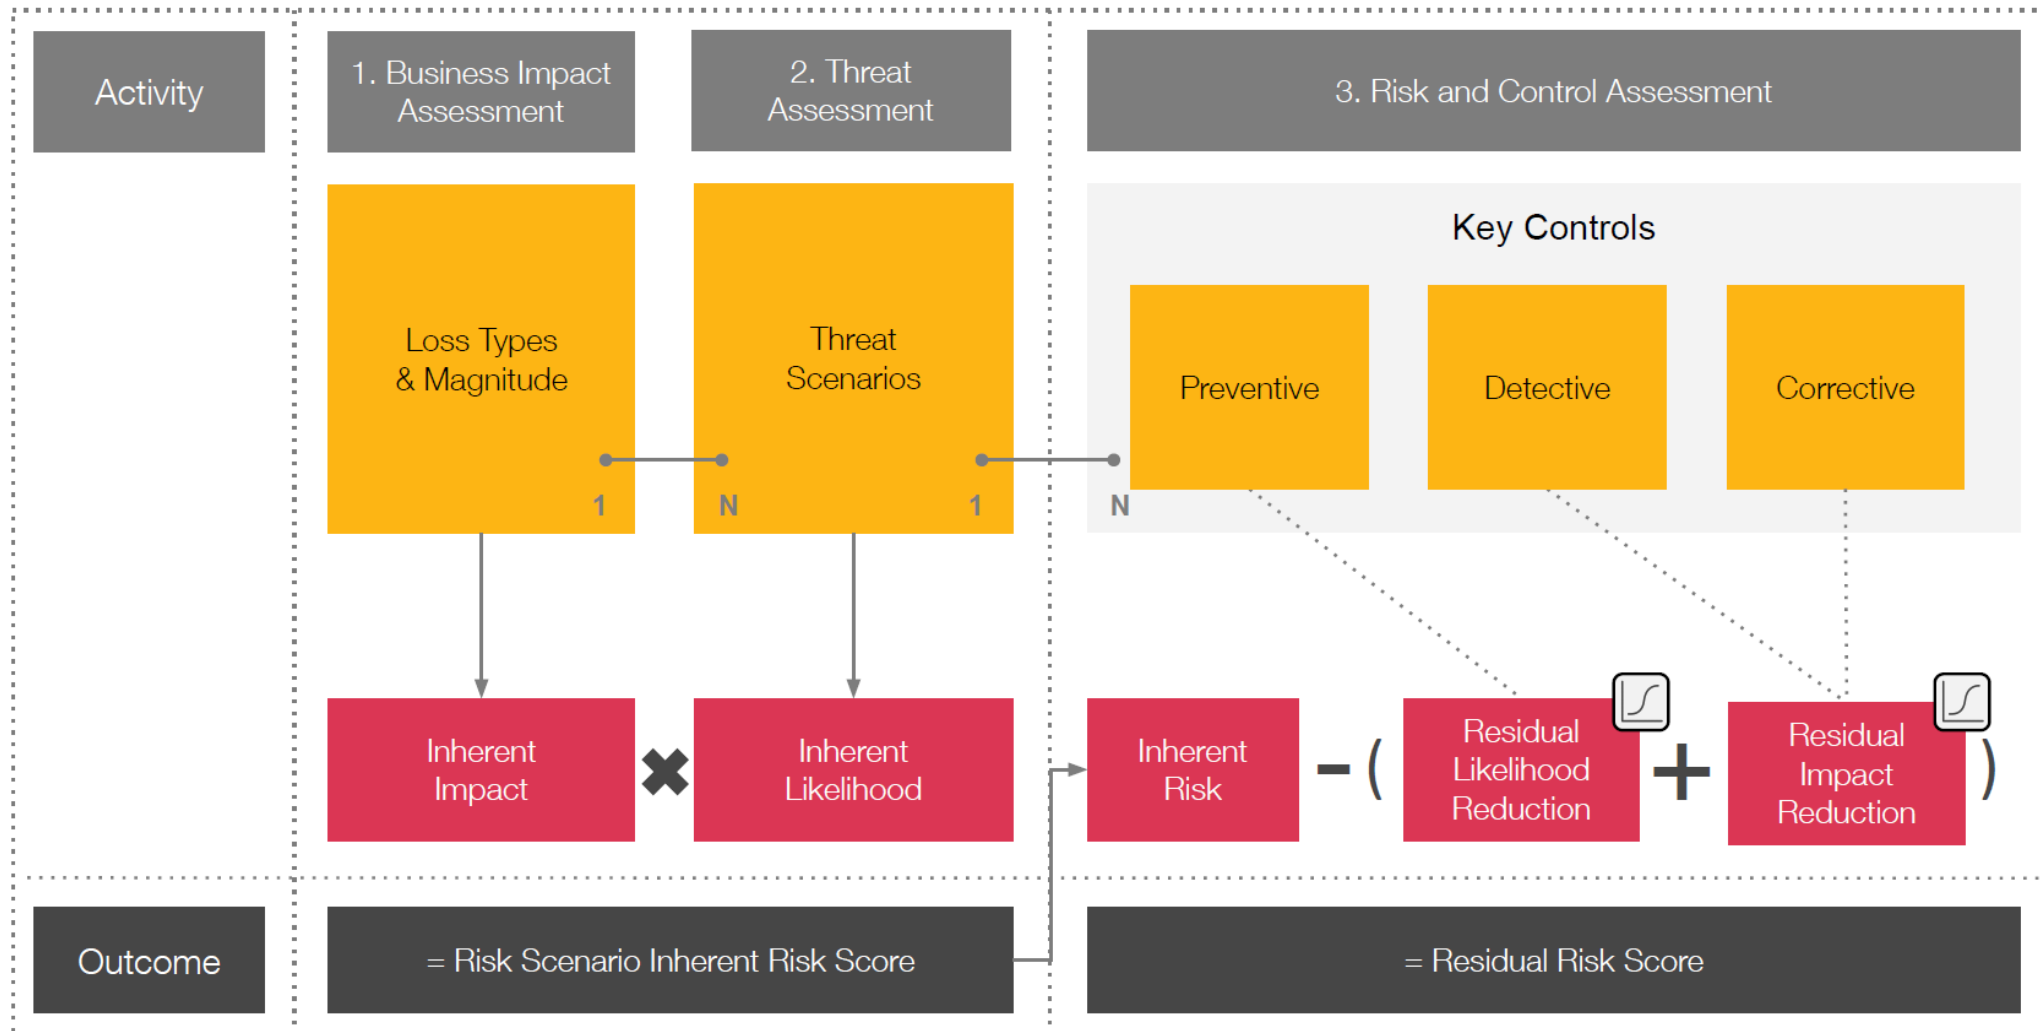 Activity
1. Business Impact
Assessment
2. Threat
Assessment
3. Risk and Control Assessment
Loss Types
& Magnitude
1
N
Threat
Scenarios
1
N
Key Controls
Preventive
Detective
Corrective
Inherent
Impact
✖
Inherent
Likelihood
Inherent
Risk
- (
Residual
Likelihood
Reduction
+
Residual
Impact
Reduction
)
Outcome
= Risk Scenario Inherent Risk Score
= Residual Risk Score